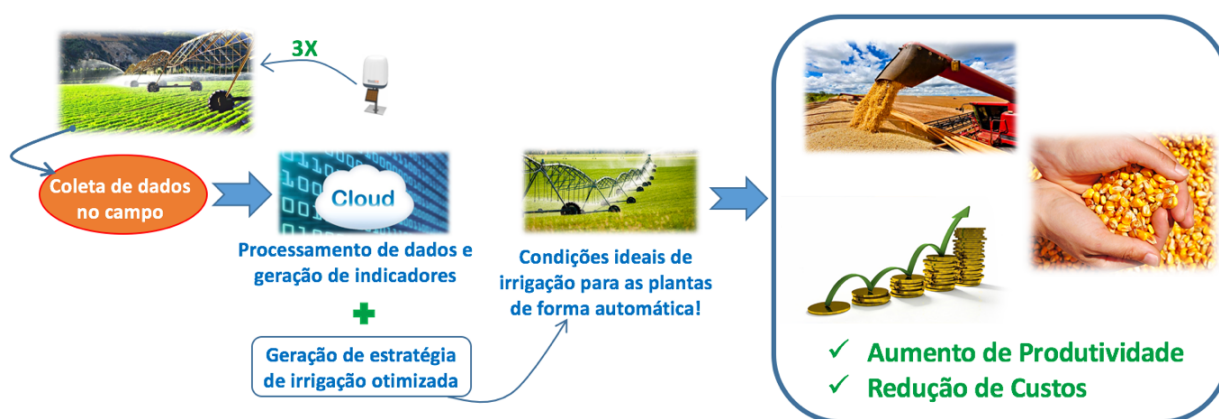 3X
Coleta de dados
no campo
Cloud
Processamento de dados e
geração de indicadores
Geração de estratégia
de irrigação otimizada
Condições ideais de
irrigação para as plantas
de forma automática!
✓ Aumento de Produtividade
✓ Redução de Custos